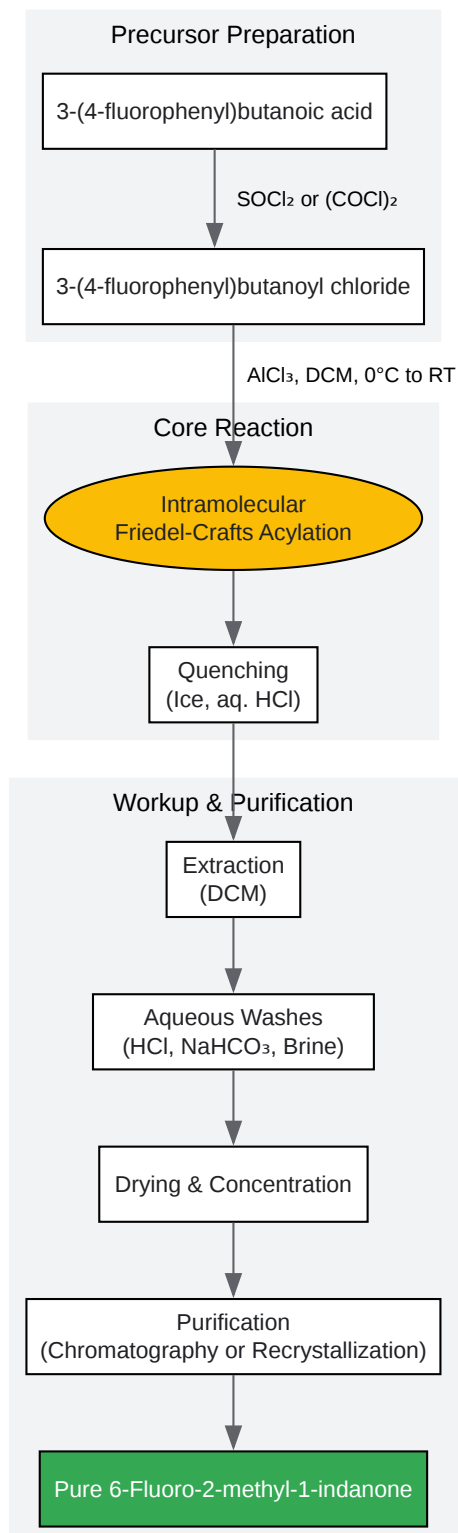 Precursor Preparation
3-(4-fluorophenyl)butanoic acid
SOCl₂ or (COCl)₂
3-(4-fluorophenyl)butanoyl chloride
AlCl₃, DCM, 0°C to RT
Core Reaction
Intramolecular
Friedel-Crafts Acylation
Quenching
(Ice, aq. HCl)
Workup & Purification
Extraction
(DCM)
Aqueous Washes
(HCl, NaHCO₃, Brine)
Drying & Concentration
Purification
(Chromatography or Recrystallization)
Pure 6-Fluoro-2-methyl-1-indanone